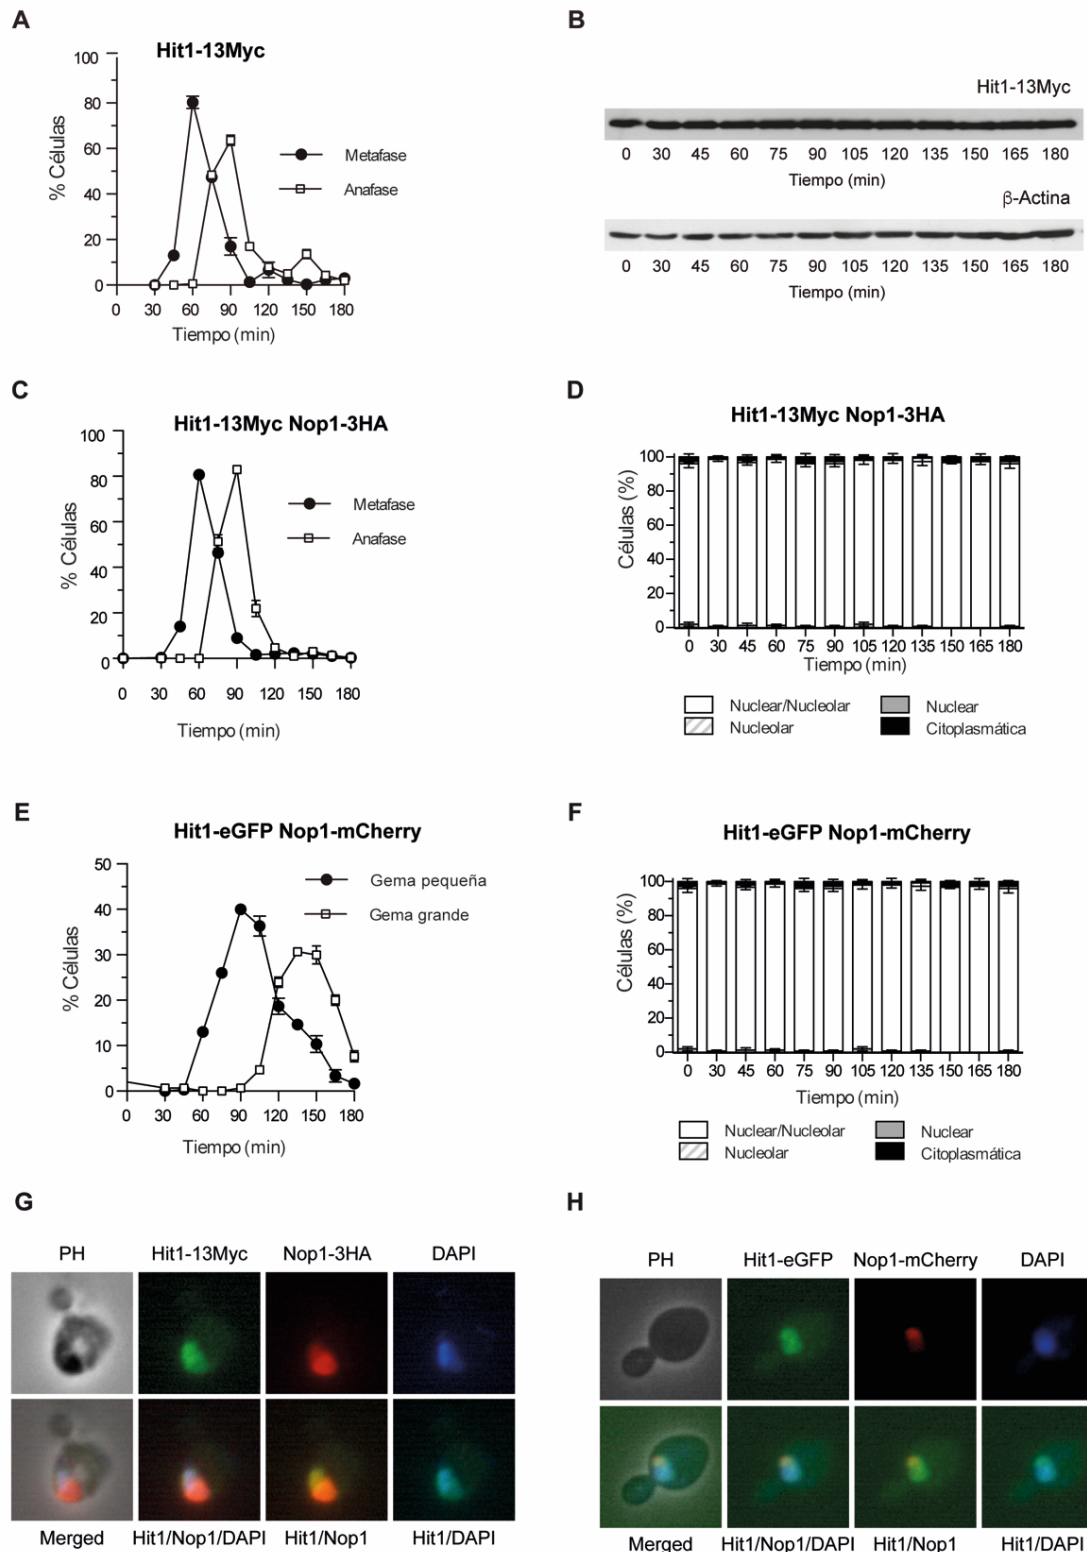 A
Hit1-13Myc
100
80
60
40
20
0
% Células
Metafase
Anafase
0 30 60 90 120 150 180
Tiempo (min)
B
Hit1-13Myc
0 30 45 60 75 90 105 120 135 150 165 180
Tiempo (min)
β-Actina
0 30 45 60 75 90 105 120 135 150 165 180
Tiempo (min)
C
Hit1-13Myc Nop1-3HA
100
80
60
40
20
0
% Células
Metafase
Anafase
0 30 60 90 120 150 180
Tiempo (min)
D
Hit1-13Myc Nop1-3HA
100
80
60
40
20
0
Células (%)
0 30 45 60 75 90 105 120 135 150 165 180
Tiempo (min)
Nuclear/Nucleolar Nuclear
Nucleolar Citoplasmática
E
Hit1-eGFP Nop1-mCherry
50
40
30
20
10
0
% Células
Gema pequeña
Gema grande
0 30 60 90 120 150 180
Tiempo (min)
F
Hit1-eGFP Nop1-mCherry
100
80
60
40
20
0
Células (%)
0 30 45 60 75 90 105 120 135 150 165 180
Tiempo (min)
Nuclear/Nucleolar Nuclear
Nucleolar Citoplasmática
G
PH Hit1-13Myc Nop1-3HA DAPI
Merged Hit1/Nop1/DAPI Hit1/Nop1 Hit1/DAPI
H
PH Hit1-eGFP Nop1-mCherry DAPI
Merged Hit1/Nop1/DAPI Hit1/Nop1 Hit1/DAPI